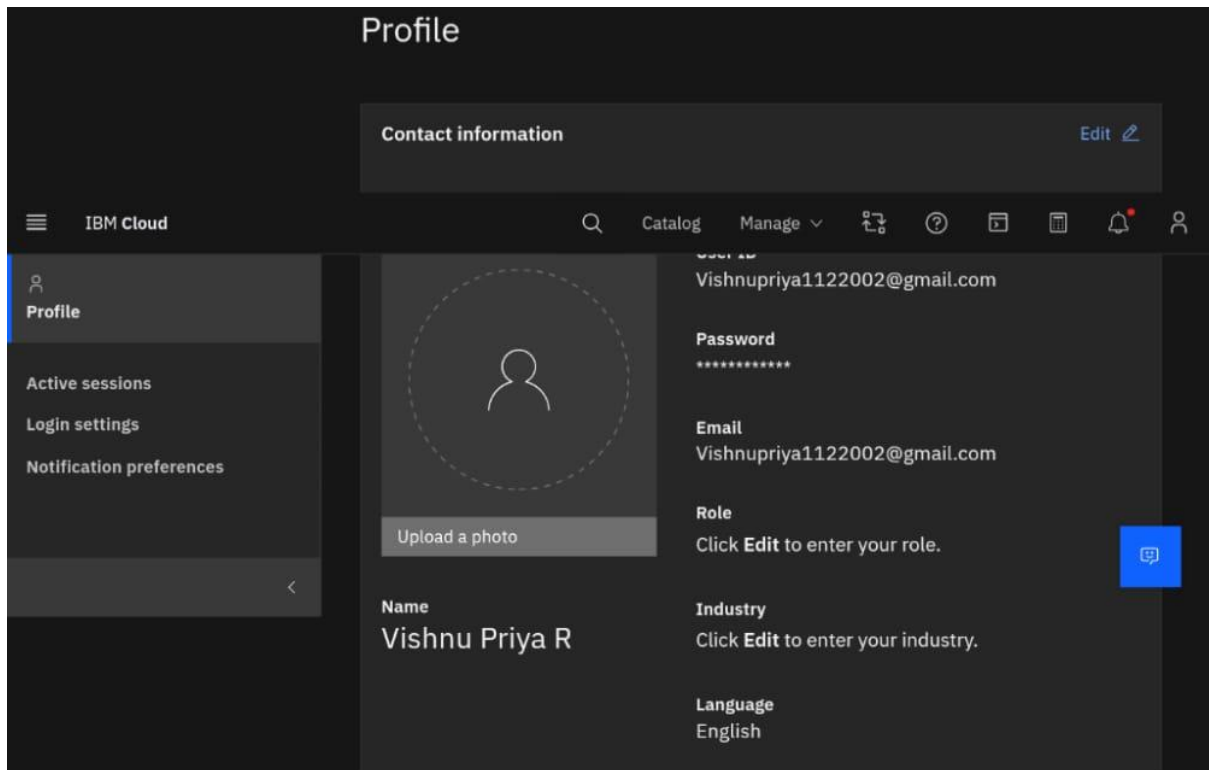 Profile
Contact information
Edit
IBM Cloud
Catalog
Manage
Profile
Active sessions
Login settings
Notification preferences
Upload a photo
Name
Vishnu Priya R
User ID
Vishnupriya1122002@gmail.com
Password
************
Email
Vishnupriya1122002@gmail.com
Role
Click Edit to enter your role.
Industry
Click Edit to enter your industry.
Language
English